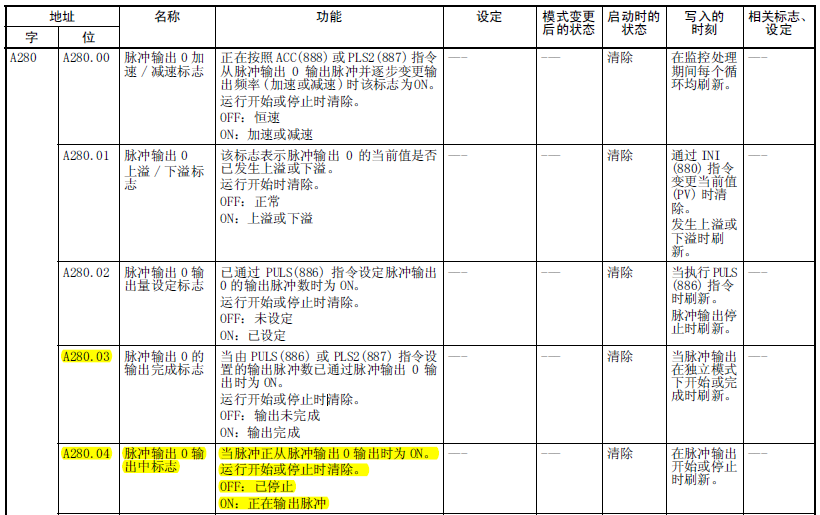 地址
名称
功能
设定
模式变更
后的状态
启动时的
状态
写入的
时刻
相关标志、
设定
字
位
A280
A280.00
脉冲输出 0 加
速 / 减速标志
正在按照 ACC(888) 或 PLS2(887) 指令
从脉冲输出 0 输出脉冲并逐步变更输
出频率 (加速或减速) 时该标志为ON。
运行开始或停止时清除。
OFF: 恒速
ON: 加速或减速
——
——
清除
在监控处理
期间每个循
环均刷新。
——
A280.01
脉冲输出 0
上溢 / 下溢标
志
该标志表示脉冲输出 0 的当前值是否
已发生上溢或下溢。
运行开始时清除。
OFF: 正常
ON: 上溢或下溢
——
——
清除
通过 INI
(880) 指令
变更当前值
(PV) 时清
除。
发生上溢或
下溢时刷
新。
——
A280.02
脉冲输出 0 输
出量设定标志
已通过 PULS(886) 指令设定脉冲输出
0 的输出脉冲数时为 ON。
运行开始或停止时清除。
OFF: 未设定
ON: 已设定
——
——
清除
当执行 PULS
(886) 指令
时刷新。
脉冲输出停
止时刷新。
——
A280.03
脉冲输出 0 的
输出完成标志
当由 PULS(886) 或 PLS2(887) 指令设
置的输出脉冲数已通过脉冲输出 0 输
出时为 ON。
运行开始或停止时清除。
OFF: 输出未完成
ON: 输出完成
——
——
清除
当脉冲输出
在独立模式
下开始或完
成时刷新。
——
A280.04
脉冲输出 0 输
出中标志
当脉冲正从脉冲输出 0 输出时为 ON。
运行开始或停止时清除。
OFF: 已停止
ON: 正在输出脉冲
——
——
清除
在脉冲输出
开始或停止
时刷新。
——